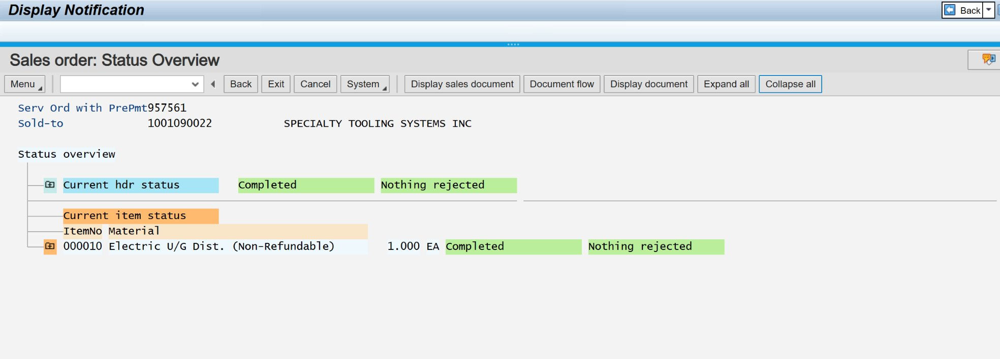 Display Notification
Back
Sales order: Status Overview
Menu Back Exit Cancel System Display sales document Document flow Display document Expand all Collapse all
Serv Ord with PrePmt957561
Sold-to 1001090022 SPECIALTY TOOLING SYSTEMS INC
Status overview
Current hdr status Completed Nothing rejected
Current item status
ItemNo Material
000010 Electric U/G Dist. (Non-Refundable) 1.000 EA Completed Nothing rejected